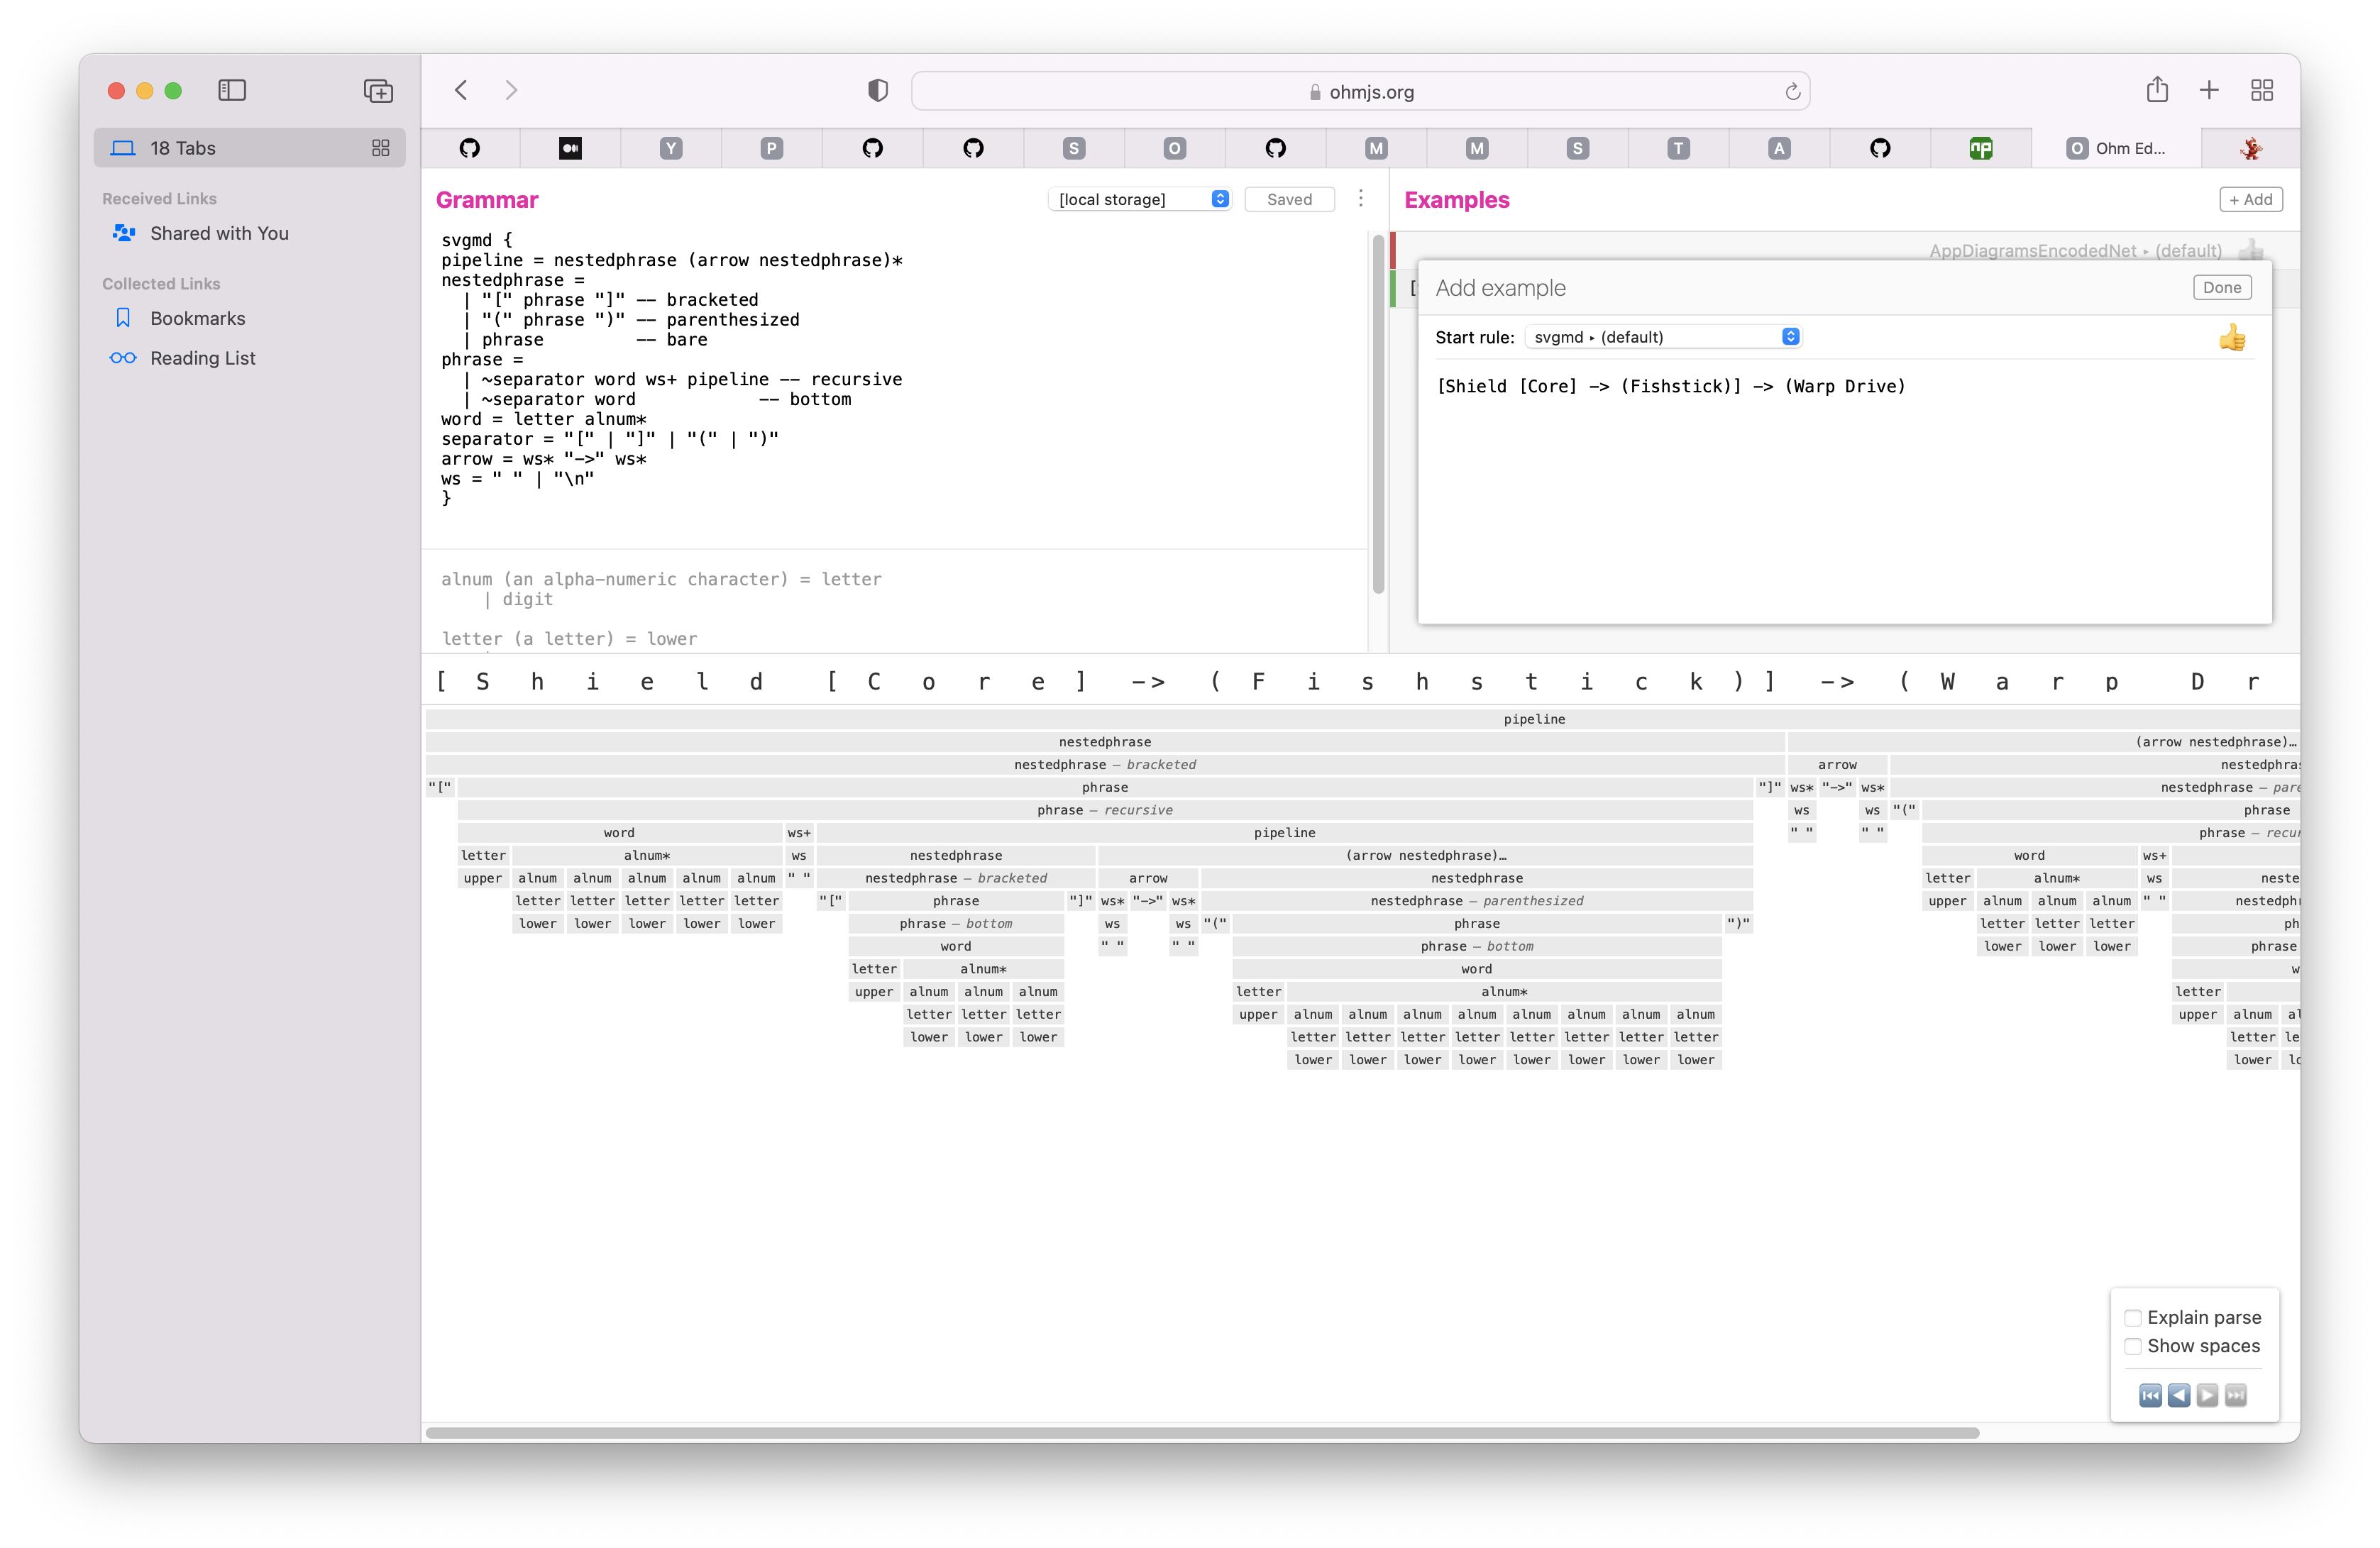 ohmjs.org
18 Tabs
Y
P
S
O
M
M
S
T
A
np
O Ohm Ed...
Received Links
Shared with You
Collected Links
Bookmarks
Reading List
Grammar
[local storage]
Saved
svgmd {
pipeline = nestedphrase (arrow nestedphrase)*
nestedphrase =
| "[" phrase "]" -- bracketed
| "(" phrase ")" -- parenthesized
| phrase -- bare
phrase =
| ~separator word ws+ pipeline -- recursive
| ~separator word -- bottom
word = letter alnum*
separator = "[" | "]" | "(" | ")"
arrow = ws* "->" ws*
ws = " " | "\n"
}
alnum (an alpha-numeric character) = letter
| digit
letter (a letter) = lower
Examples
+ Add
AppDiagramsEncodedNet ▸ (default)
[
Add example
Done
Start rule: svgmd ▸ (default)
[Shield [Core] -> (Fishstick)] -> (Warp Drive)
[ S h i e l d [ C o r e ] -> ( F i s h s t i c k ) ] -> ( W a r p D r
pipeline
nestedphrase (arrow nestedphrase)…
nestedphrase – bracketed arrow nestedphras
"[" phrase "]" ws* "->" ws* nestedphrase – pare
phrase – recursive ws ws "(" phrase
word ws+ pipeline " " " " phrase – recur
letter alnum* ws nestedphrase (arrow nestedphrase)… word ws+
upper alnum alnum alnum alnum alnum " " nestedphrase – bracketed arrow nestedphrase letter alnum* ws neste
letter letter letter letter letter "[" phrase "]" ws* "->" ws* nestedphrase – parenthesized upper alnum alnum alnum " " nestedphr
lower lower lower lower lower phrase – bottom ws ws "(" phrase ")" letter letter letter ph
word " " " " phrase – bottom lower lower lower phrase
letter alnum* word w
upper alnum alnum alnum letter alnum* letter
letter letter letter upper alnum alnum alnum alnum alnum alnum alnum alnum upper alnum al
lower lower lower letter letter letter letter letter letter letter letter letter le
lower lower lower lower lower lower lower lower lower lo
Explain parse
Show spaces